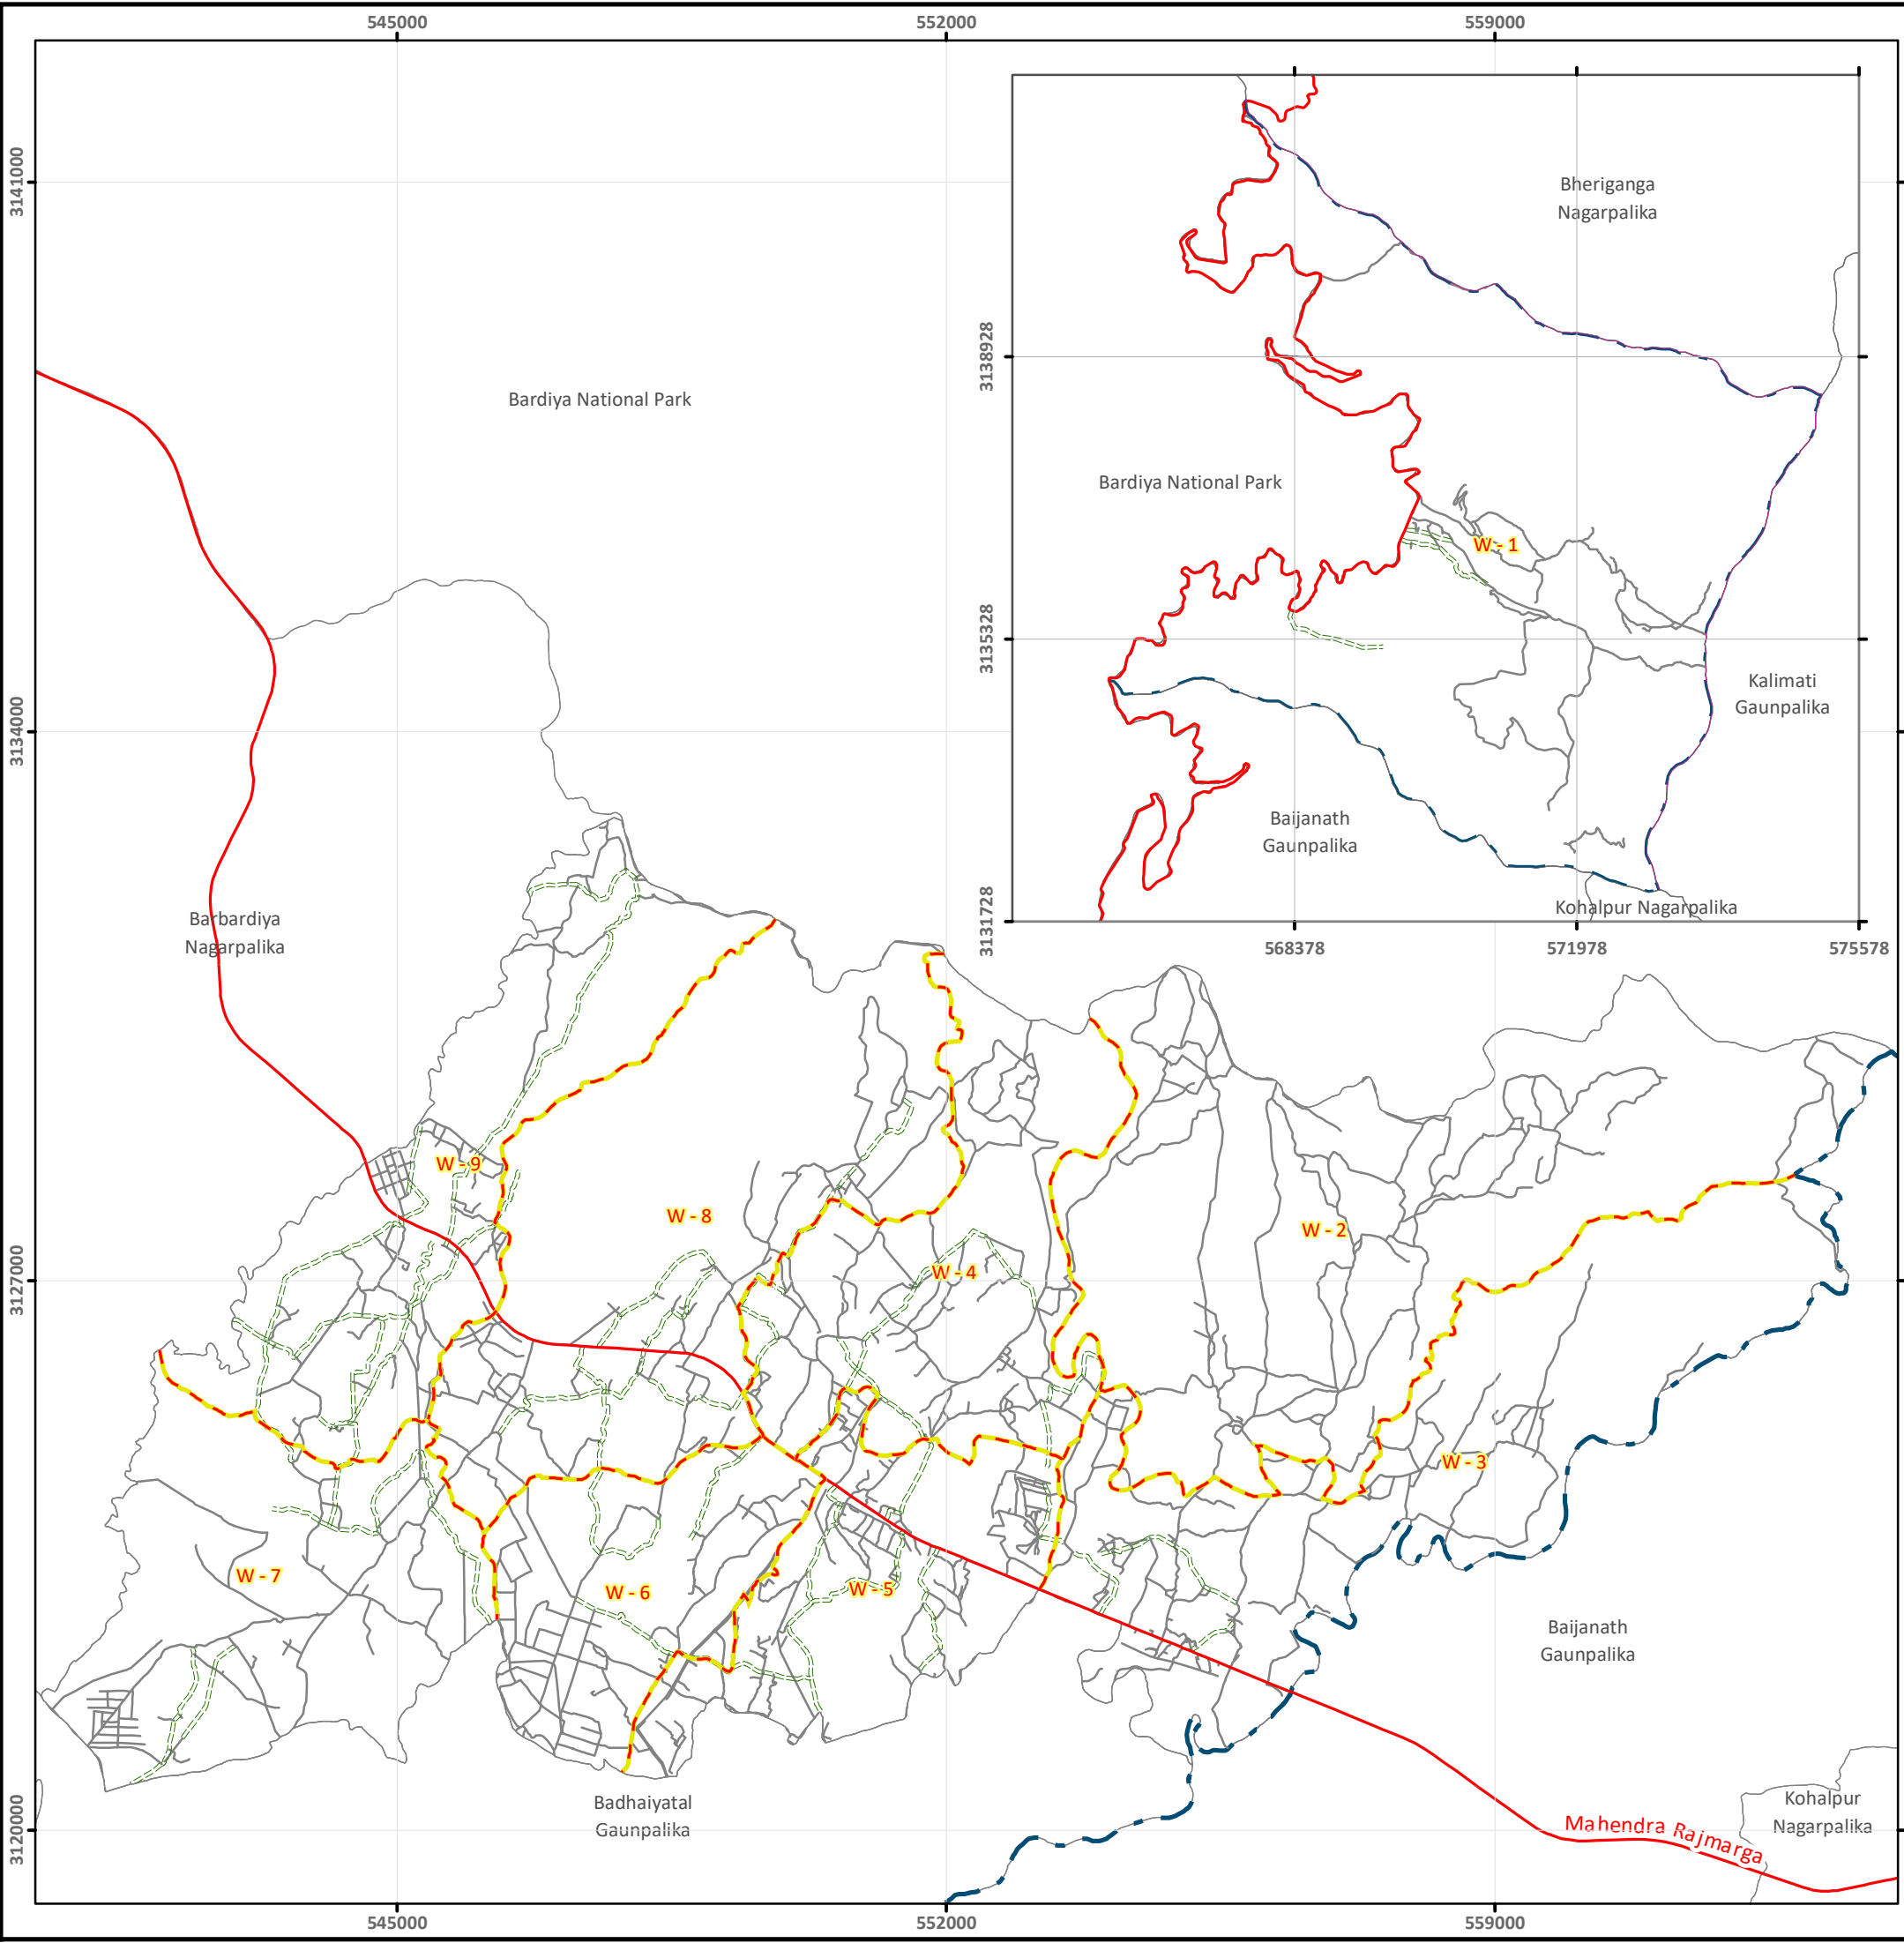 545000
552000
559000
3141000
3134000
3127000
3120000
Bheriganga
Nagarpalika
3138928
Bardiya National Park
Bardiya National Park
W - 1
3135328
Kalimati
Gaunpalika
Baijanath
Gaunpalika
3131728
Kohalpur Nagarpalika
568378
571978
575578
Barbardiya
Nagarpalika
W - 9
W - 8
W - 2
W - 4
W - 3
W - 7
W - 6
W - 5
Baijanath
Gaunpalika
Badhaiyatal
Gaunpalika
Kohalpur
Nagarpalika
Mahendra Rajmarga
545000
552000
559000